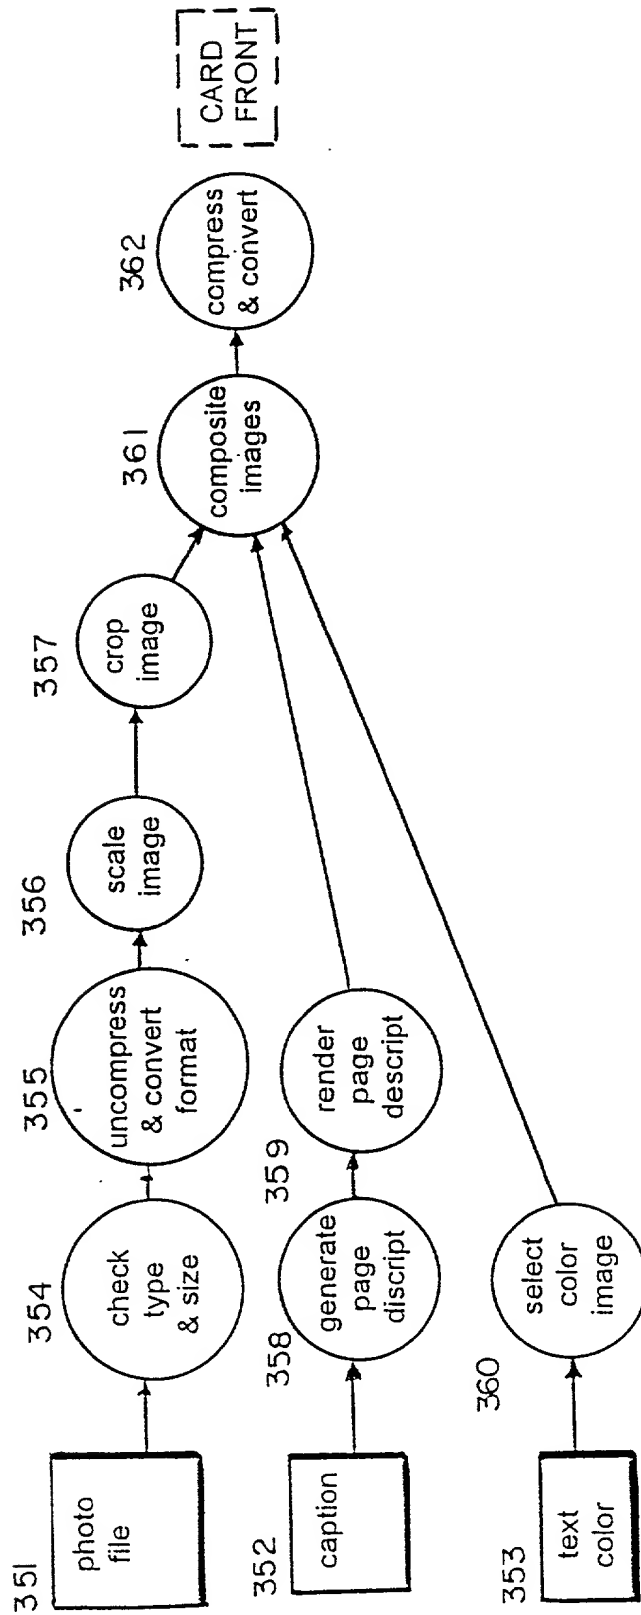 351
photo
file
354
check
type
& size
355
uncompress
& convert
format
356
scale
image
357
crop
image
352
caption
358
generate
page
discript
359
render
page
descript
353
text
color
360
select
color
image
361
composite
images
362
compress
& convert
CARD
FRONT